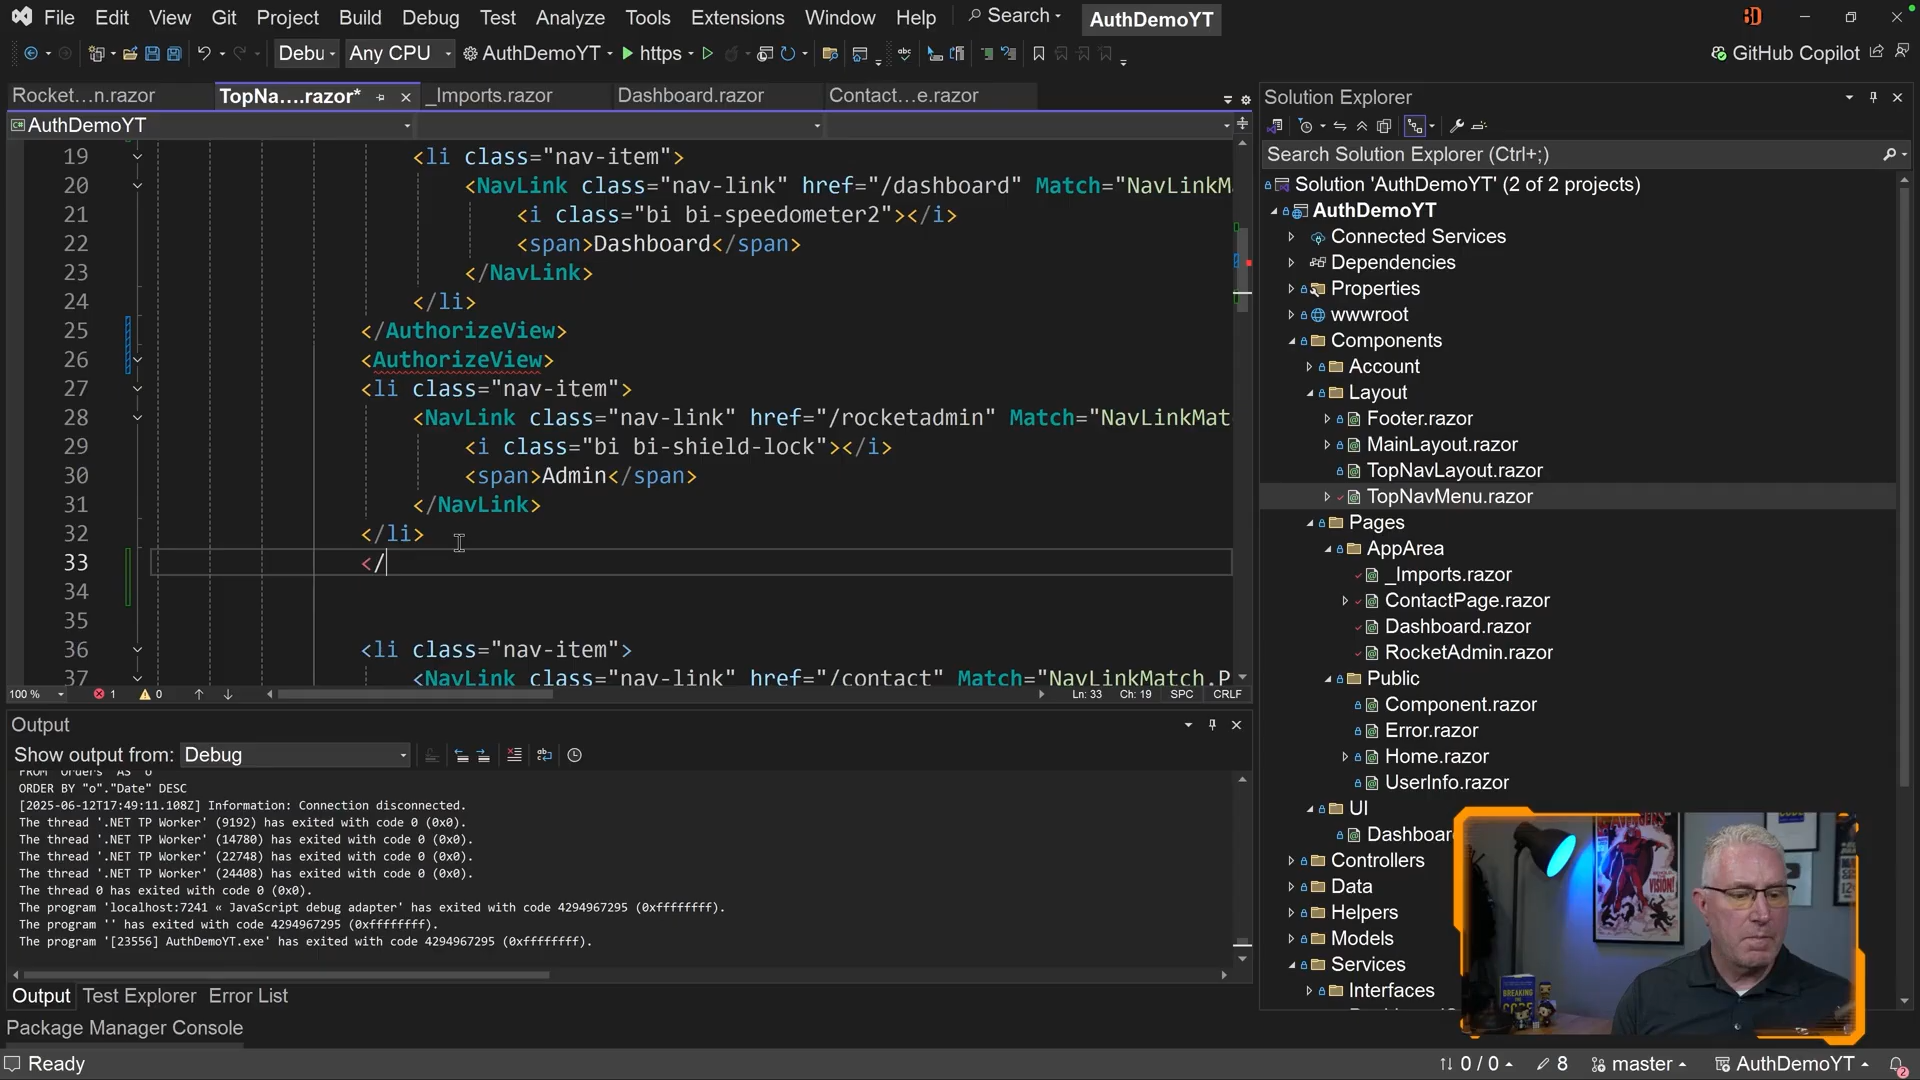 File Edit View Git Project Build Debug Test Analyze Tools Extensions Window Help Search AuthDemoYT
Debu Any CPU AuthDemoYT https GitHub Copilot
Rocket...n.razor TopNa....razor* _Imports.razor Dashboard.razor Contact...e.razor
AuthDemoYT
19 <li class="nav-item">
20 <NavLink class="nav-link" href="/dashboard" Match="NavLinkM
21 <i class="bi bi-speedometer2"></i>
22 <span>Dashboard</span>
23 </NavLink>
24 </li>
25 </AuthorizeView>
26 <AuthorizeView>
27 <li class="nav-item">
28 <NavLink class="nav-link" href="/rocketadmin" Match="NavLinkMat
29 <i class="bi bi-shield-lock"></i>
30 <span>Admin</span>
31 </NavLink>
32 </li>
33 </
34
35
36 <li class="nav-item">
37 <NavLink class="nav-link" href="/contact" Match="NavLinkMatch.P
100 % 1 0 Ln: 33 Ch: 19 SPC CRLF
Output
Show output from: Debug
FROM "Orders" AS "o"
ORDER BY "o"."Date" DESC
[2025-06-12T17:49:11.108Z] Information: Connection disconnected.
The thread '.NET TP Worker' (9192) has exited with code 0 (0x0).
The thread '.NET TP Worker' (14780) has exited with code 0 (0x0).
The thread '.NET TP Worker' (22748) has exited with code 0 (0x0).
The thread '.NET TP Worker' (24408) has exited with code 0 (0x0).
The thread 0 has exited with code 0 (0x0).
The program 'localhost:7241 « JavaScript debug adapter' has exited with code 4294967295 (0xffffffff).
The program '' has exited with code 4294967295 (0xffffffff).
The program '[23556] AuthDemoYT.exe' has exited with code 4294967295 (0xffffffff).
Output Test Explorer Error List
Package Manager Console
Solution Explorer
Search Solution Explorer (Ctrl+;)
Solution 'AuthDemoYT' (2 of 2 projects)
AuthDemoYT
Connected Services
Dependencies
Properties
wwwroot
Components
Account
Layout
Footer.razor
MainLayout.razor
TopNavLayout.razor
TopNavMenu.razor
Pages
AppArea
_Imports.razor
ContactPage.razor
Dashboard.razor
RocketAdmin.razor
Public
Component.razor
Error.razor
Home.razor
UserInfo.razor
UI
Dashboar
Controllers
Data
Helpers
Models
Services
Interfaces
VISION!
BREAKING
CODE
Ready 0 / 0 8 master AuthDemoYT 2